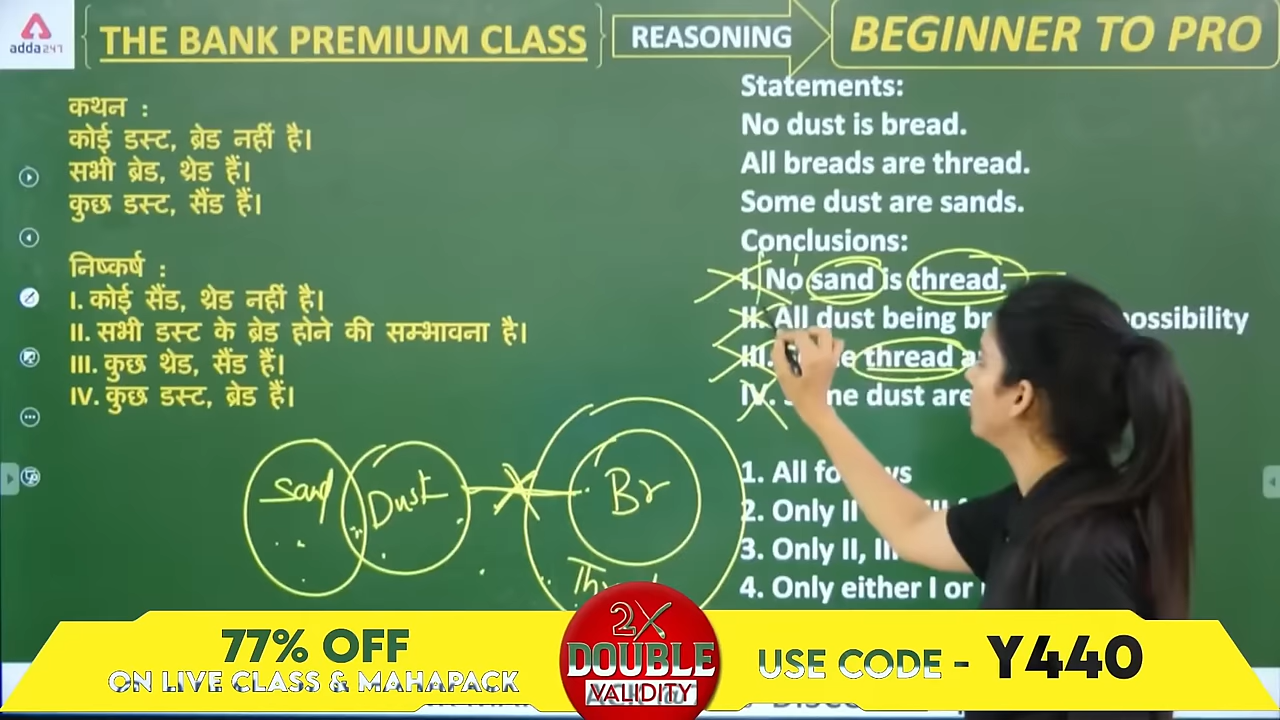 adda247
THE BANK PREMIUM CLASS
REASONING
BEGINNER TO PRO
कथन :
कोई डस्ट, ब्रेड नहीं है।
सभी ब्रेड, थ्रेड हैं।
कुछ डस्ट, सैंड हैं।
निष्कर्ष :
I. कोई सैंड, थ्रेड नहीं है।
II. सभी डस्ट के ब्रेड होने की सम्भावना है।
III. कुछ थ्रेड, सैंड हैं।
IV. कुछ डस्ट, ब्रेड हैं।
Statements:
No dust is bread.
All breads are thread.
Some dust are sands.
Conclusions:
I. No sand is thread.
II. All dust being
III. thread
IV. dust are
1. All
2. Only II
3. Only II,
4. Only either I or
Sand
Dust
Br
77% OFF
ON LIVE CLASS & MAHAPACK
2X
DOUBLE
VALIDITY
USE CODE - Y440